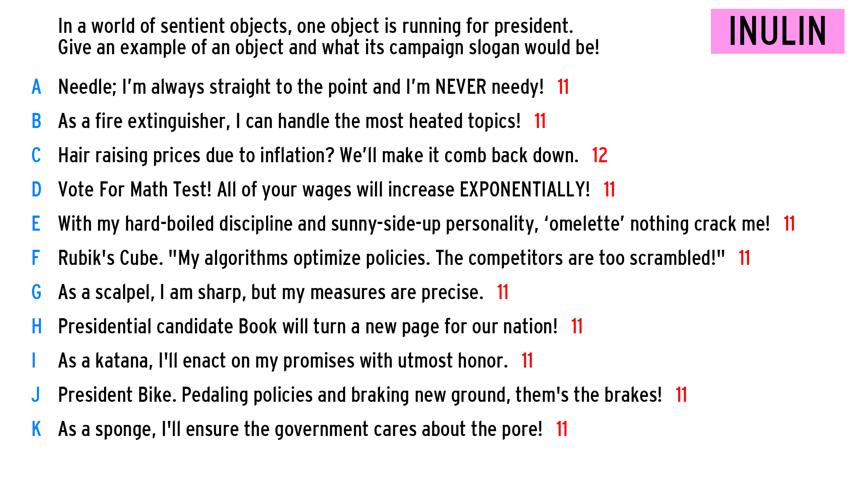 In a world of sentient objects, one object is running for president.
Give an example of an object and what its campaign slogan would be!
INULIN
A Needle; I'm always straight to the point and I'm NEVER needy! 11
B As a fire extinguisher, I can handle the most heated topics! 11
C Hair raising prices due to inflation? We'll make it comb back down. 12
D Vote For Math Test! All of your wages will increase EXPONENTIALLY! 11
E With my hard-boiled discipline and sunny-side-up personality, ‘omelette’ nothing crack me! 11
F Rubik's Cube. "My algorithms optimize policies. The competitors are too scrambled!" 11
G As a scalpel, I am sharp, but my measures are precise. 11
H Presidential candidate Book will turn a new page for our nation! 11
I As a katana, I'll enact on my promises with utmost honor. 11
J President Bike. Pedaling policies and braking new ground, them's the brakes! 11
K As a sponge, I'll ensure the government cares about the pore! 11